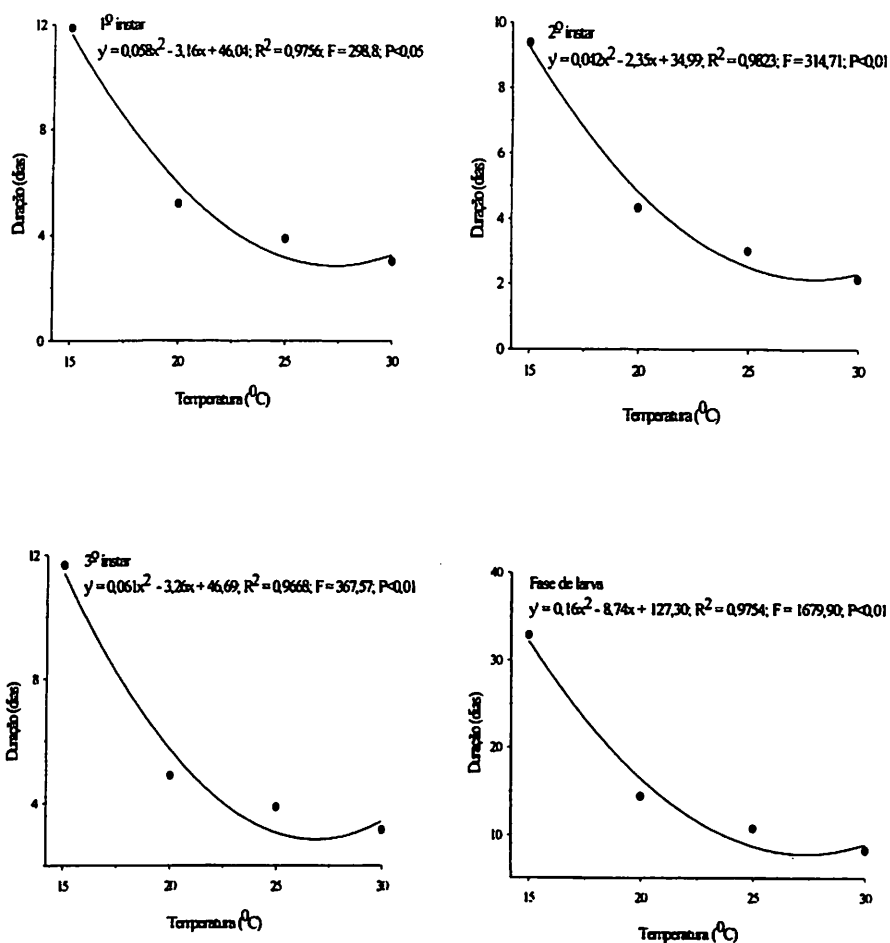 1º instar
y' = 0,058x² - 3,16x + 46,04; R² = 0,9756; F = 298,8; P<0,05
12
8
4
0
Duração (dias)
15 20 25 30
Temperatura (⁰C)
2º instar
y' = 0,042x² - 2,35x + 34,99; R² = 0,9823; F = 314,71; P<0,01
10
8
6
4
2
0
Duração (dias)
15 20 25 30
Temperatura (⁰C)
3º instar
y' = 0,061x² - 3,26x + 46,69; R² = 0,9668; F = 367,57; P<0,01
12
8
4
Duração (dias)
15 20 25 30
Temperatura (⁰C)
Fase de larva
y' = 0,16x² - 8,74x + 127,30; R² = 0,9754; F = 1679,90; P<0,01
40
30
20
10
Duração (dias)
15 20 25 30
Temperatura (⁰C)